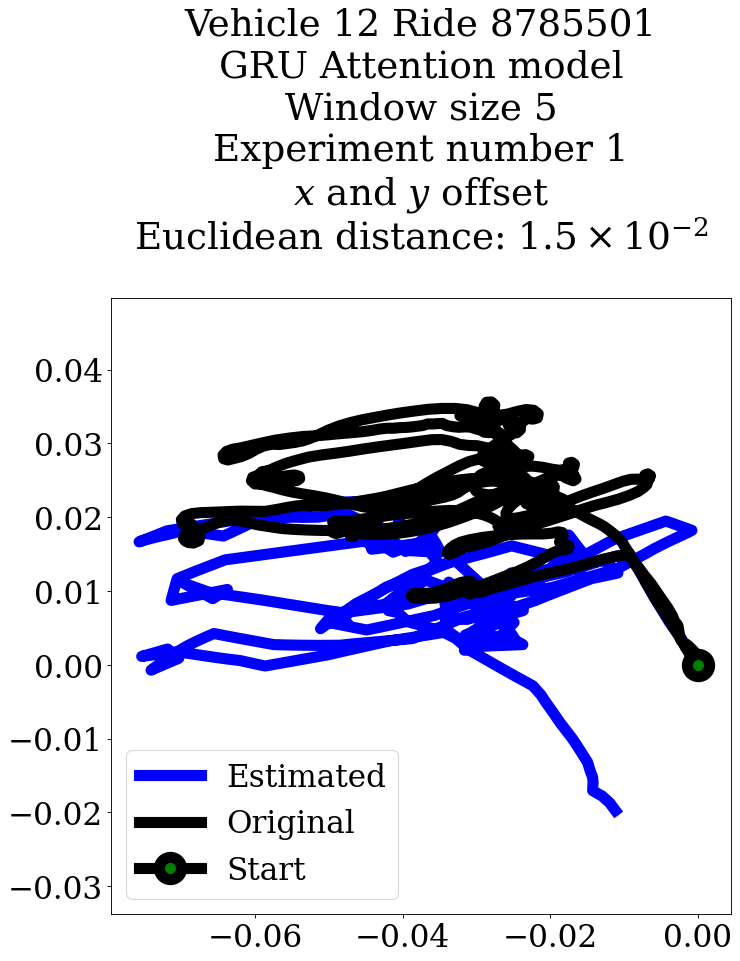 Vehicle 12 Ride 8785501
GRU Attention model
Window size 5
Experiment number 1
x and y offset
Euclidean distance: 1.5 × 10⁻²
0.04
0.03
0.02
0.01
0.00
−0.01
−0.02
−0.03
Estimated
Original
Start
−0.06 −0.04 −0.02 0.00